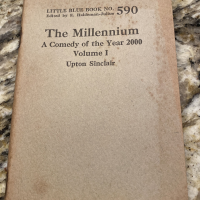 LITTLE BLUE BOOK NO. 590
Edited by E. Haldeman-Julius
The Millennium
A Comedy of the Year 2000
Volume I
Upton Sinclair